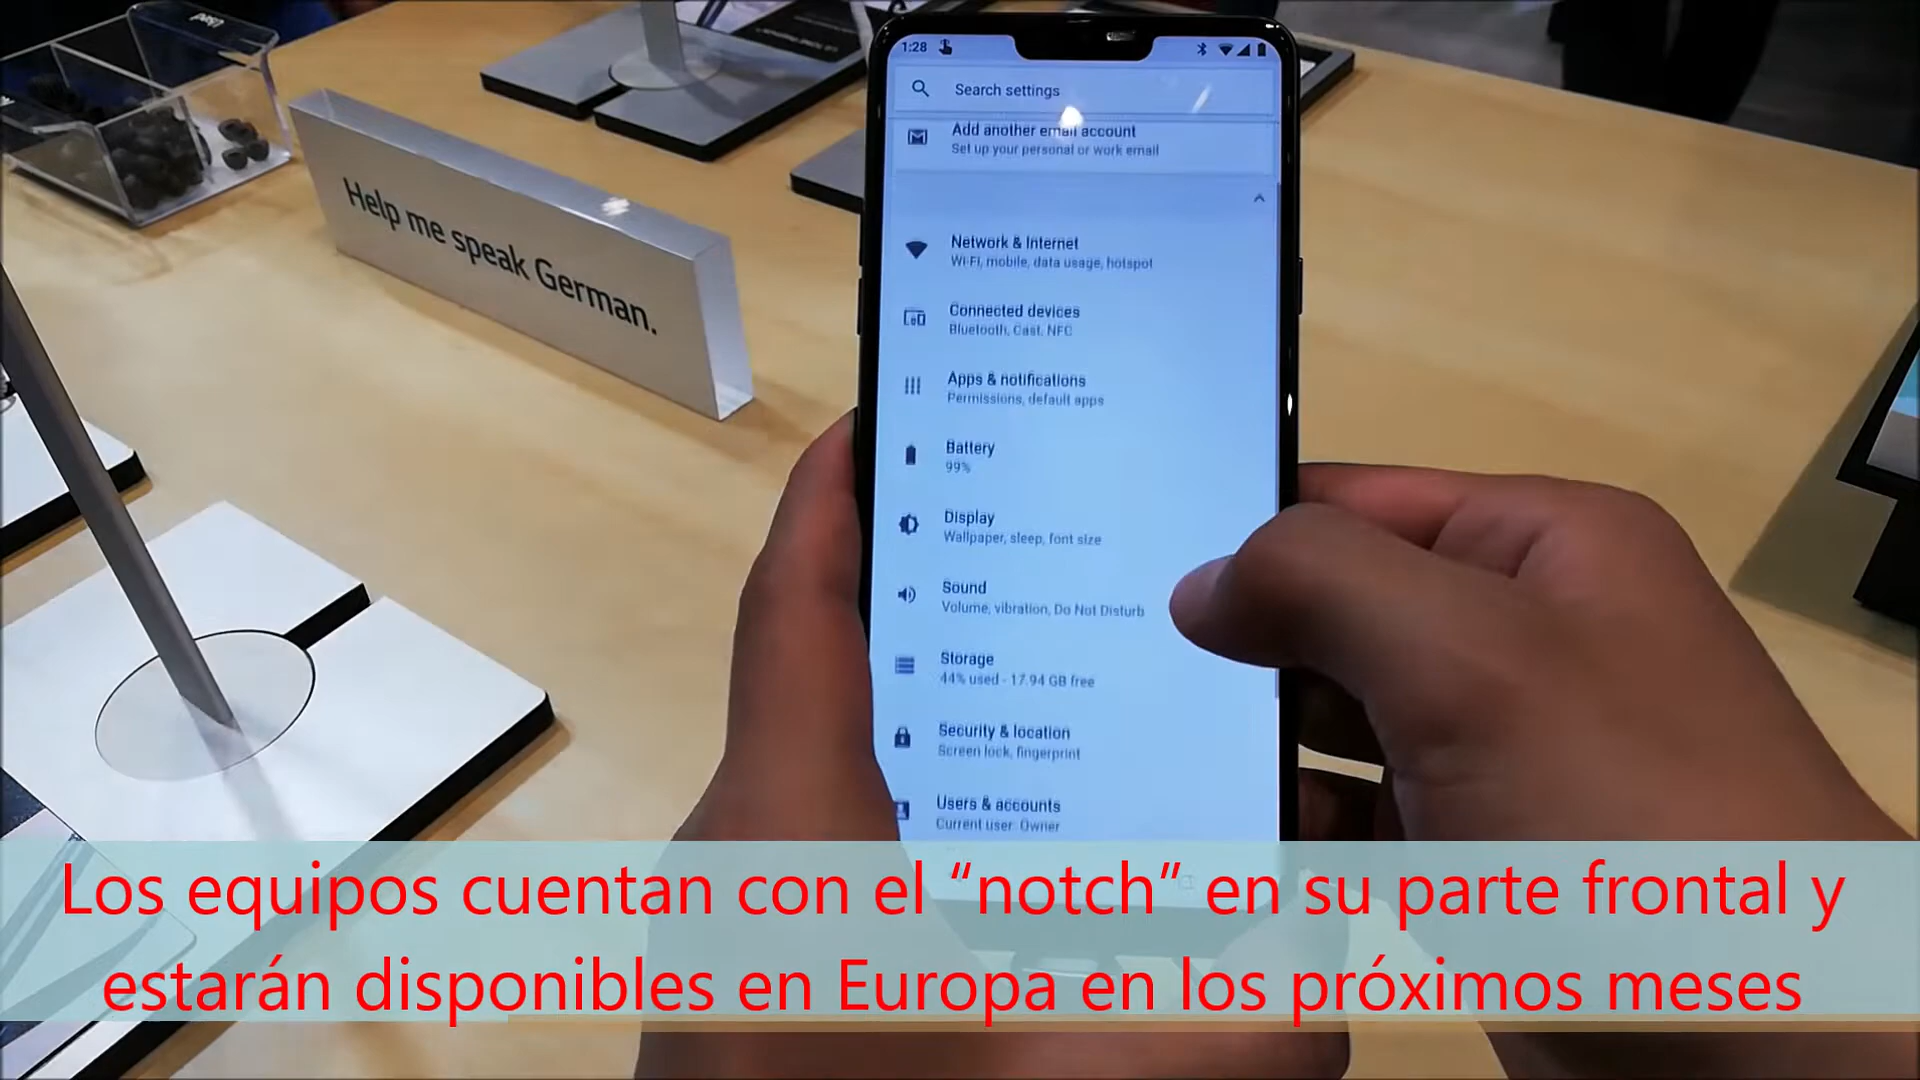 Used
Help me speak German.
1:28
Search settings
Add another email account
Set up your personal or work email
Network & Internet
Wi-Fi, mobile, data usage, hotspot
Connected devices
Bluetooth, Cast, NFC
Apps & notifications
Permissions, default apps
Battery
99%
Display
Wallpaper, sleep, font size
Sound
Volume, vibration, Do Not Disturb
Storage
44% used - 17.94 GB free
Security & location
Screen lock, fingerprint
Users & accounts
Current user: Owner
Los equipos cuentan con el “notch” en su parte frontal y
estarán disponibles en Europa en los próximos meses